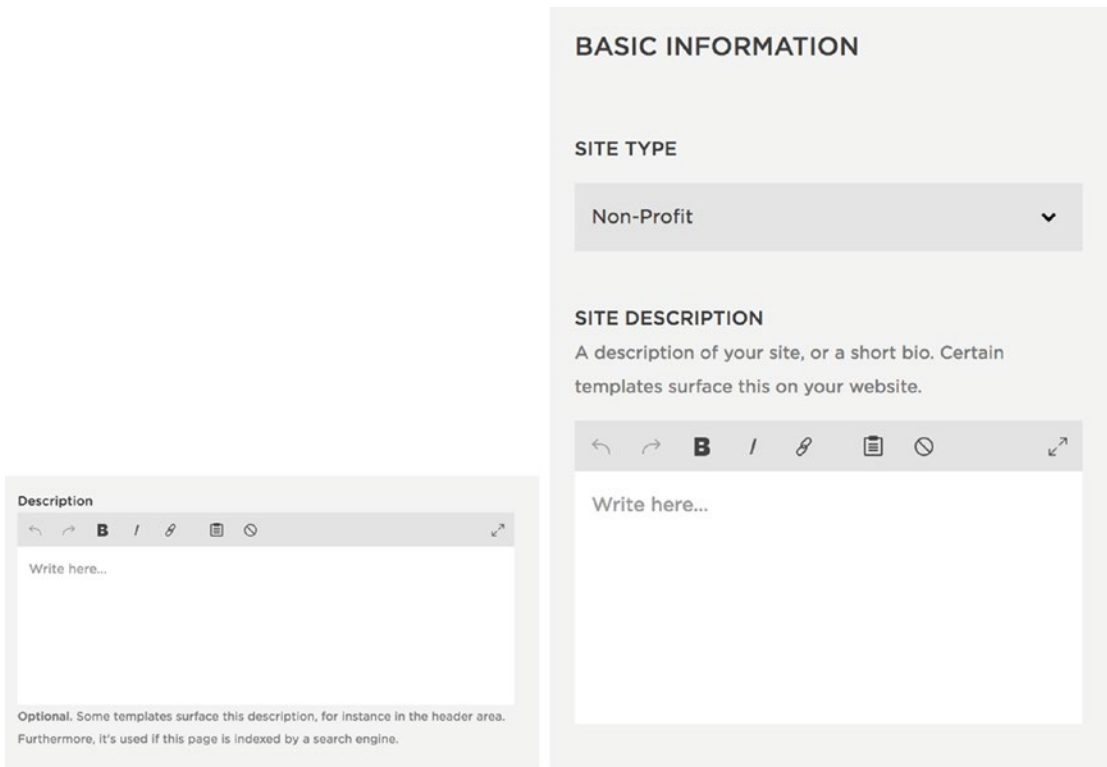 Description
B I
Write here...
Optional. Some templates surface this description, for instance in the header area.
Furthermore, it's used if this page is indexed by a search engine.
BASIC INFORMATION
SITE TYPE
Non-Profit
SITE DESCRIPTION
A description of your site, or a short bio. Certain
templates surface this on your website.
B I
Write here...